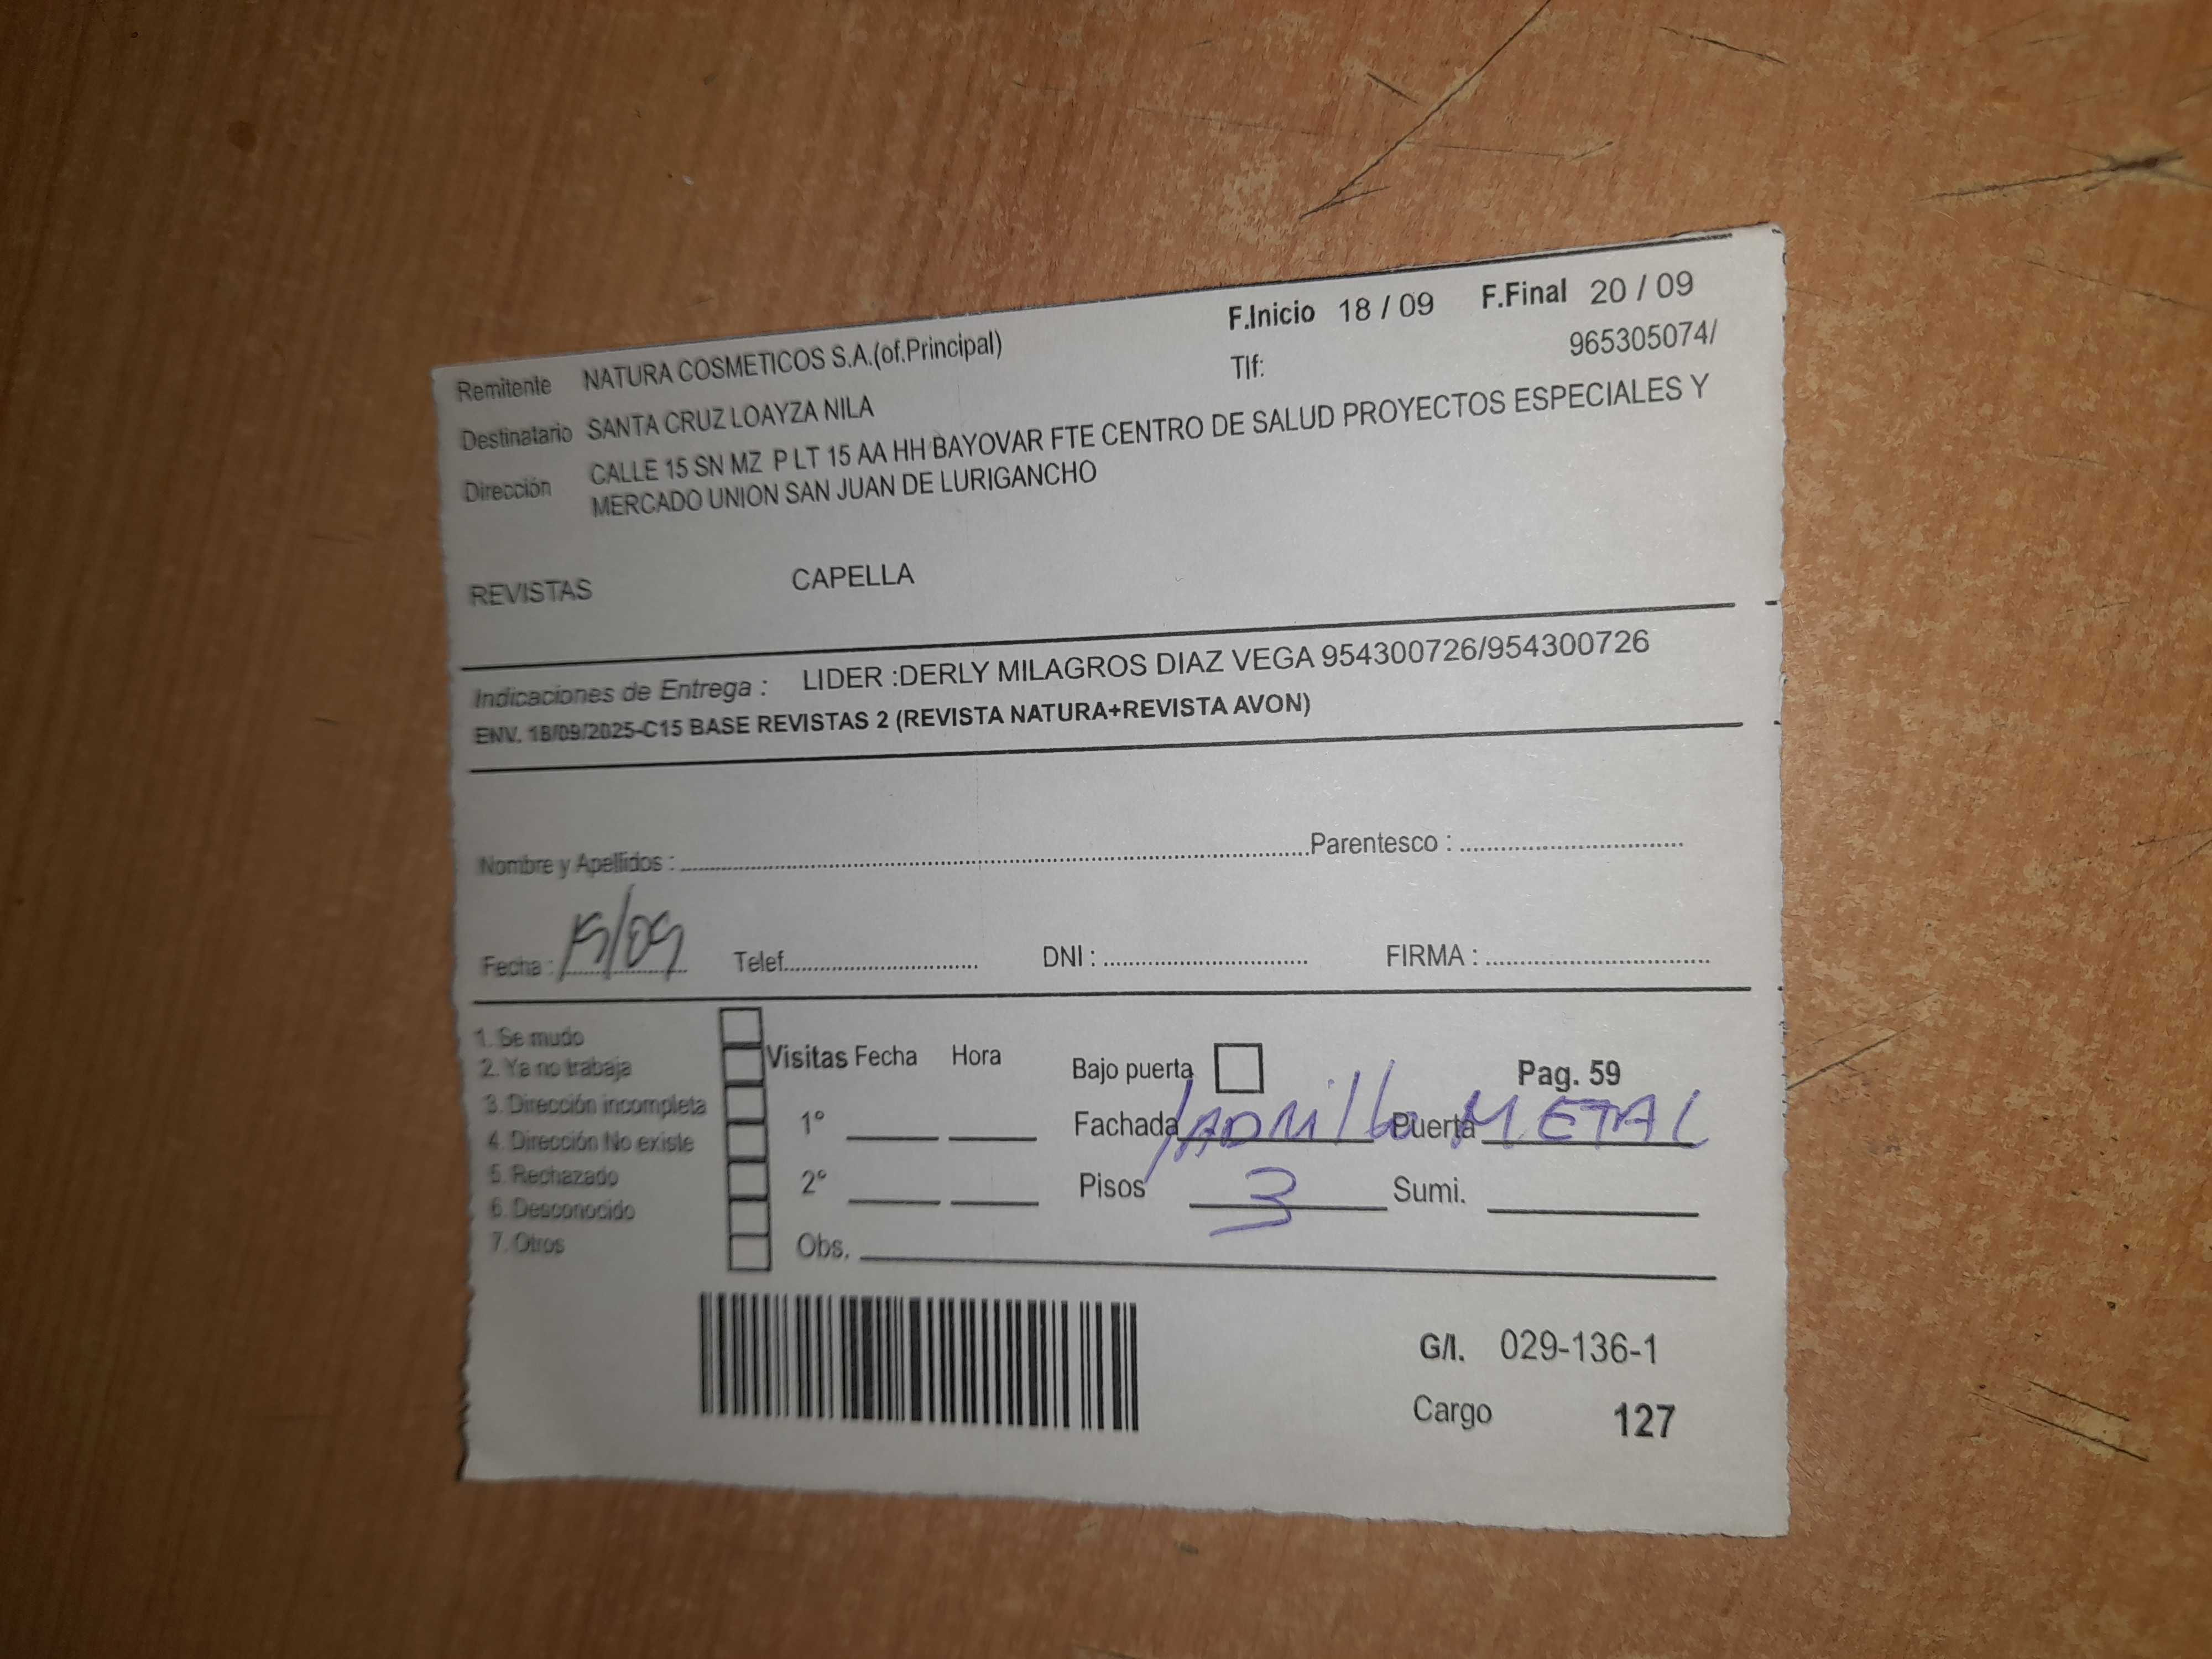 F.Inicio 18 / 09 F.Final 20 / 09
Remitente NATURA COSMETICOS S.A.(of.Principal) Tlf: 965305074/
Destinatario SANTA CRUZ LOAYZA NILA
Dirección CALLE 15 SN MZ P LT 15 AA HH BAYOVAR FTE CENTRO DE SALUD PROYECTOS ESPECIALES Y
MERCADO UNION SAN JUAN DE LURIGANCHO
REVISTAS CAPELLA
Indicaciones de Entrega : LIDER :DERLY MILAGROS DIAZ VEGA 954300726/954300726
ENV. 18/09/2025-C15 BASE REVISTAS 2 (REVISTA NATURA+REVISTA AVON)
Nombre y Apellidos : Parentesco :
Fecha : 19/09 Telef. DNI : FIRMA :
1. Se mudo
2. Ya no trabaja
3. Dirección incompleta
4. Dirección No existe
5. Rechazado
6. Desconocido
7. Otros
Visitas Fecha Hora
1°
2°
Obs.
Bajo puerta Pag. 59
Fachada LADRillo Puerta METAL
Pisos 3 Sumi.
G/I. 029-136-1
Cargo 127